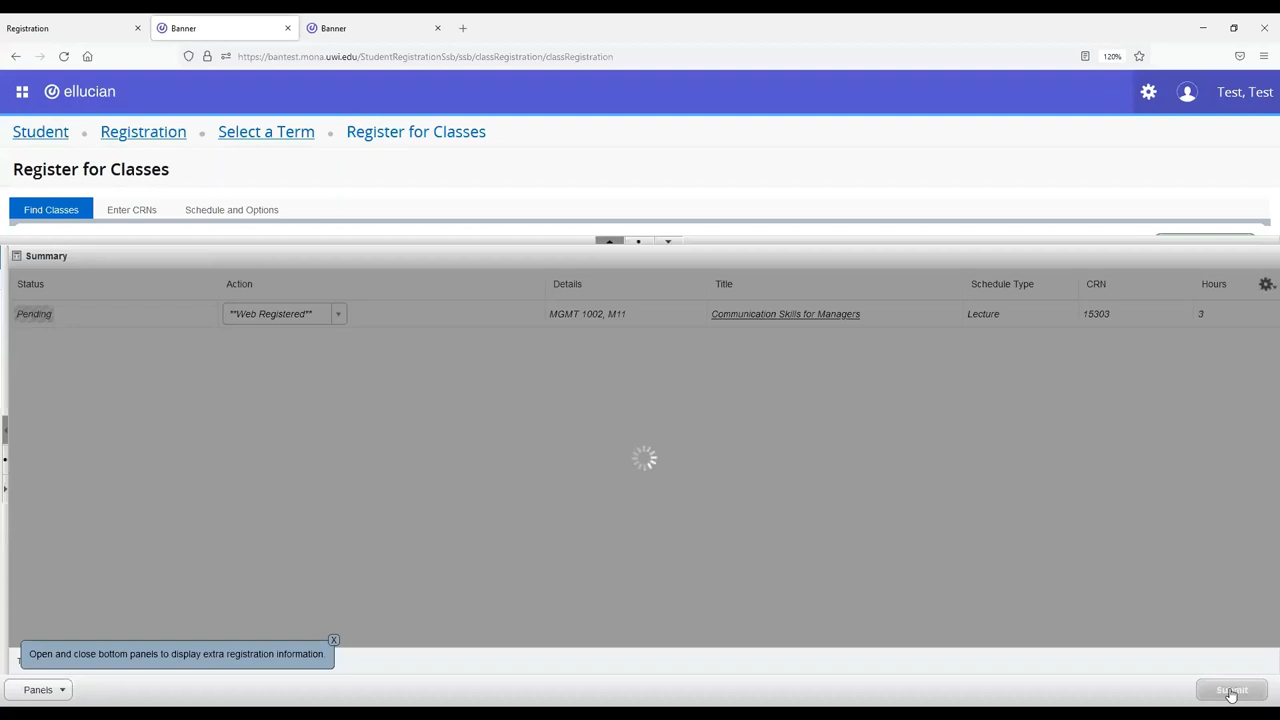 Registration
Banner
Banner
https://bantest.mona.uwi.edu/StudentRegistrationSsb/ssb/classRegistration/classRegistration
120%
ellucian
Test, Test
Student
Registration
Select a Term
Register for Classes
Register for Classes
Find Classes
Enter CRNs
Schedule and Options
Summary
Status Action Details Title Schedule Type CRN Hours
Pending **Web Registered** MGMT 1002, M11 Communication Skills for Managers Lecture 15303 3
X
Open and close bottom panels to display extra registration information.
Panels
Submit